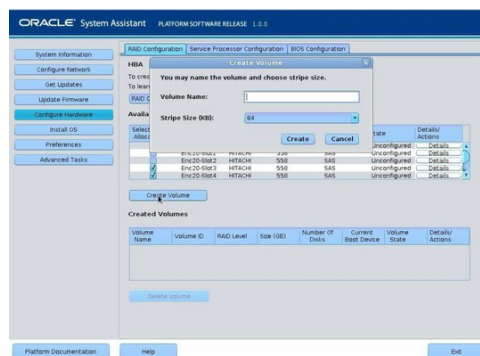 ORACLE® System Assistant PLATFORM SOFTWARE RELEASE 1.0.0
System Information
Configure Network
Get Updates
Update Firmware
Configure Hardware
Install OS
Preferences
Advanced Tasks
RAID Configuration
Service Processor Configuration
BIOS Configuration
HBA
Create Volume
You may name the volume and choose stripe size.
Volume Name:
Stripe Size (KB):
64
Create
Cancel
Details/
Actions
Unconfigured
Details
Enc20-Slot2 HITACHI 550 SAS Unconfigured Details
Enc20-Slot3 HITACHI 550 SAS Unconfigured Details
Enc20-Slot4 HITACHI 550 SAS Unconfigured Details
Create Volume
Created Volumes
Volume Name
Volume ID
RAID Level
Size (GB)
Number Of Disks
Current Boot Device
Volume State
Details/ Actions
Delete Volume
Platform Documentation
Help
Exit